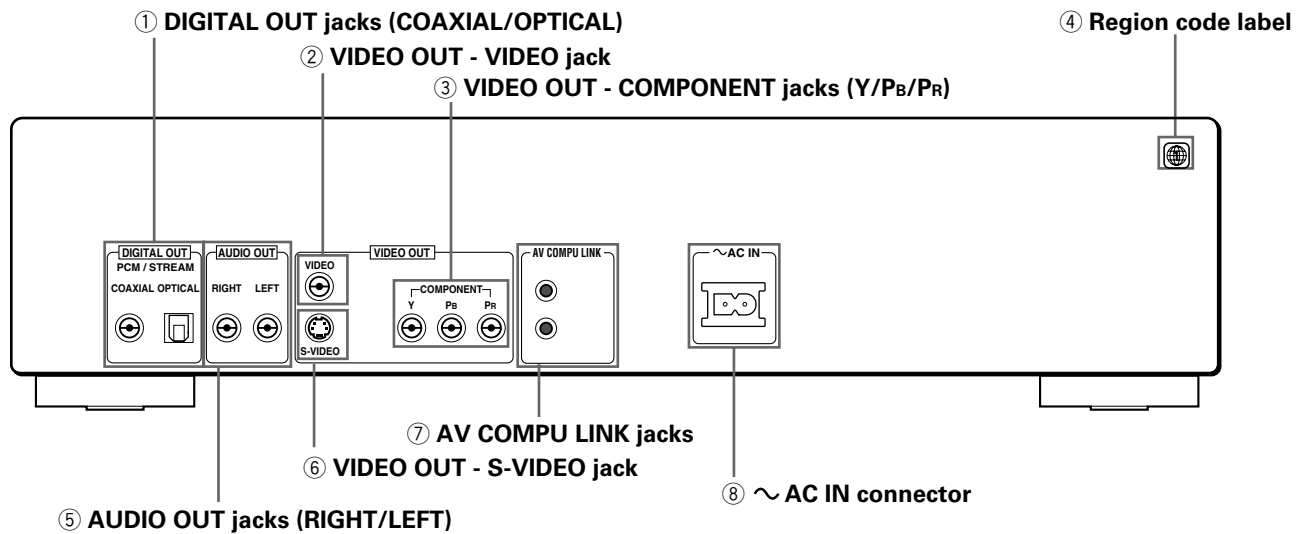 ① DIGITAL OUT jacks (COAXIAL/OPTICAL)
④ Region code label
② VIDEO OUT - VIDEO jack
③ VIDEO OUT - COMPONENT jacks (Y/PB/PR)
DIGITAL OUT
PCM / STREAM
COAXIAL OPTICAL
AUDIO OUT
RIGHT LEFT
VIDEO OUT
VIDEO
S-VIDEO
COMPONENT
Y PB PR
AV COMPU LINK
∼AC IN
⑦ AV COMPU LINK jacks
⑥ VIDEO OUT - S-VIDEO jack
⑧ ∼ AC IN connector
⑤ AUDIO OUT jacks (RIGHT/LEFT)